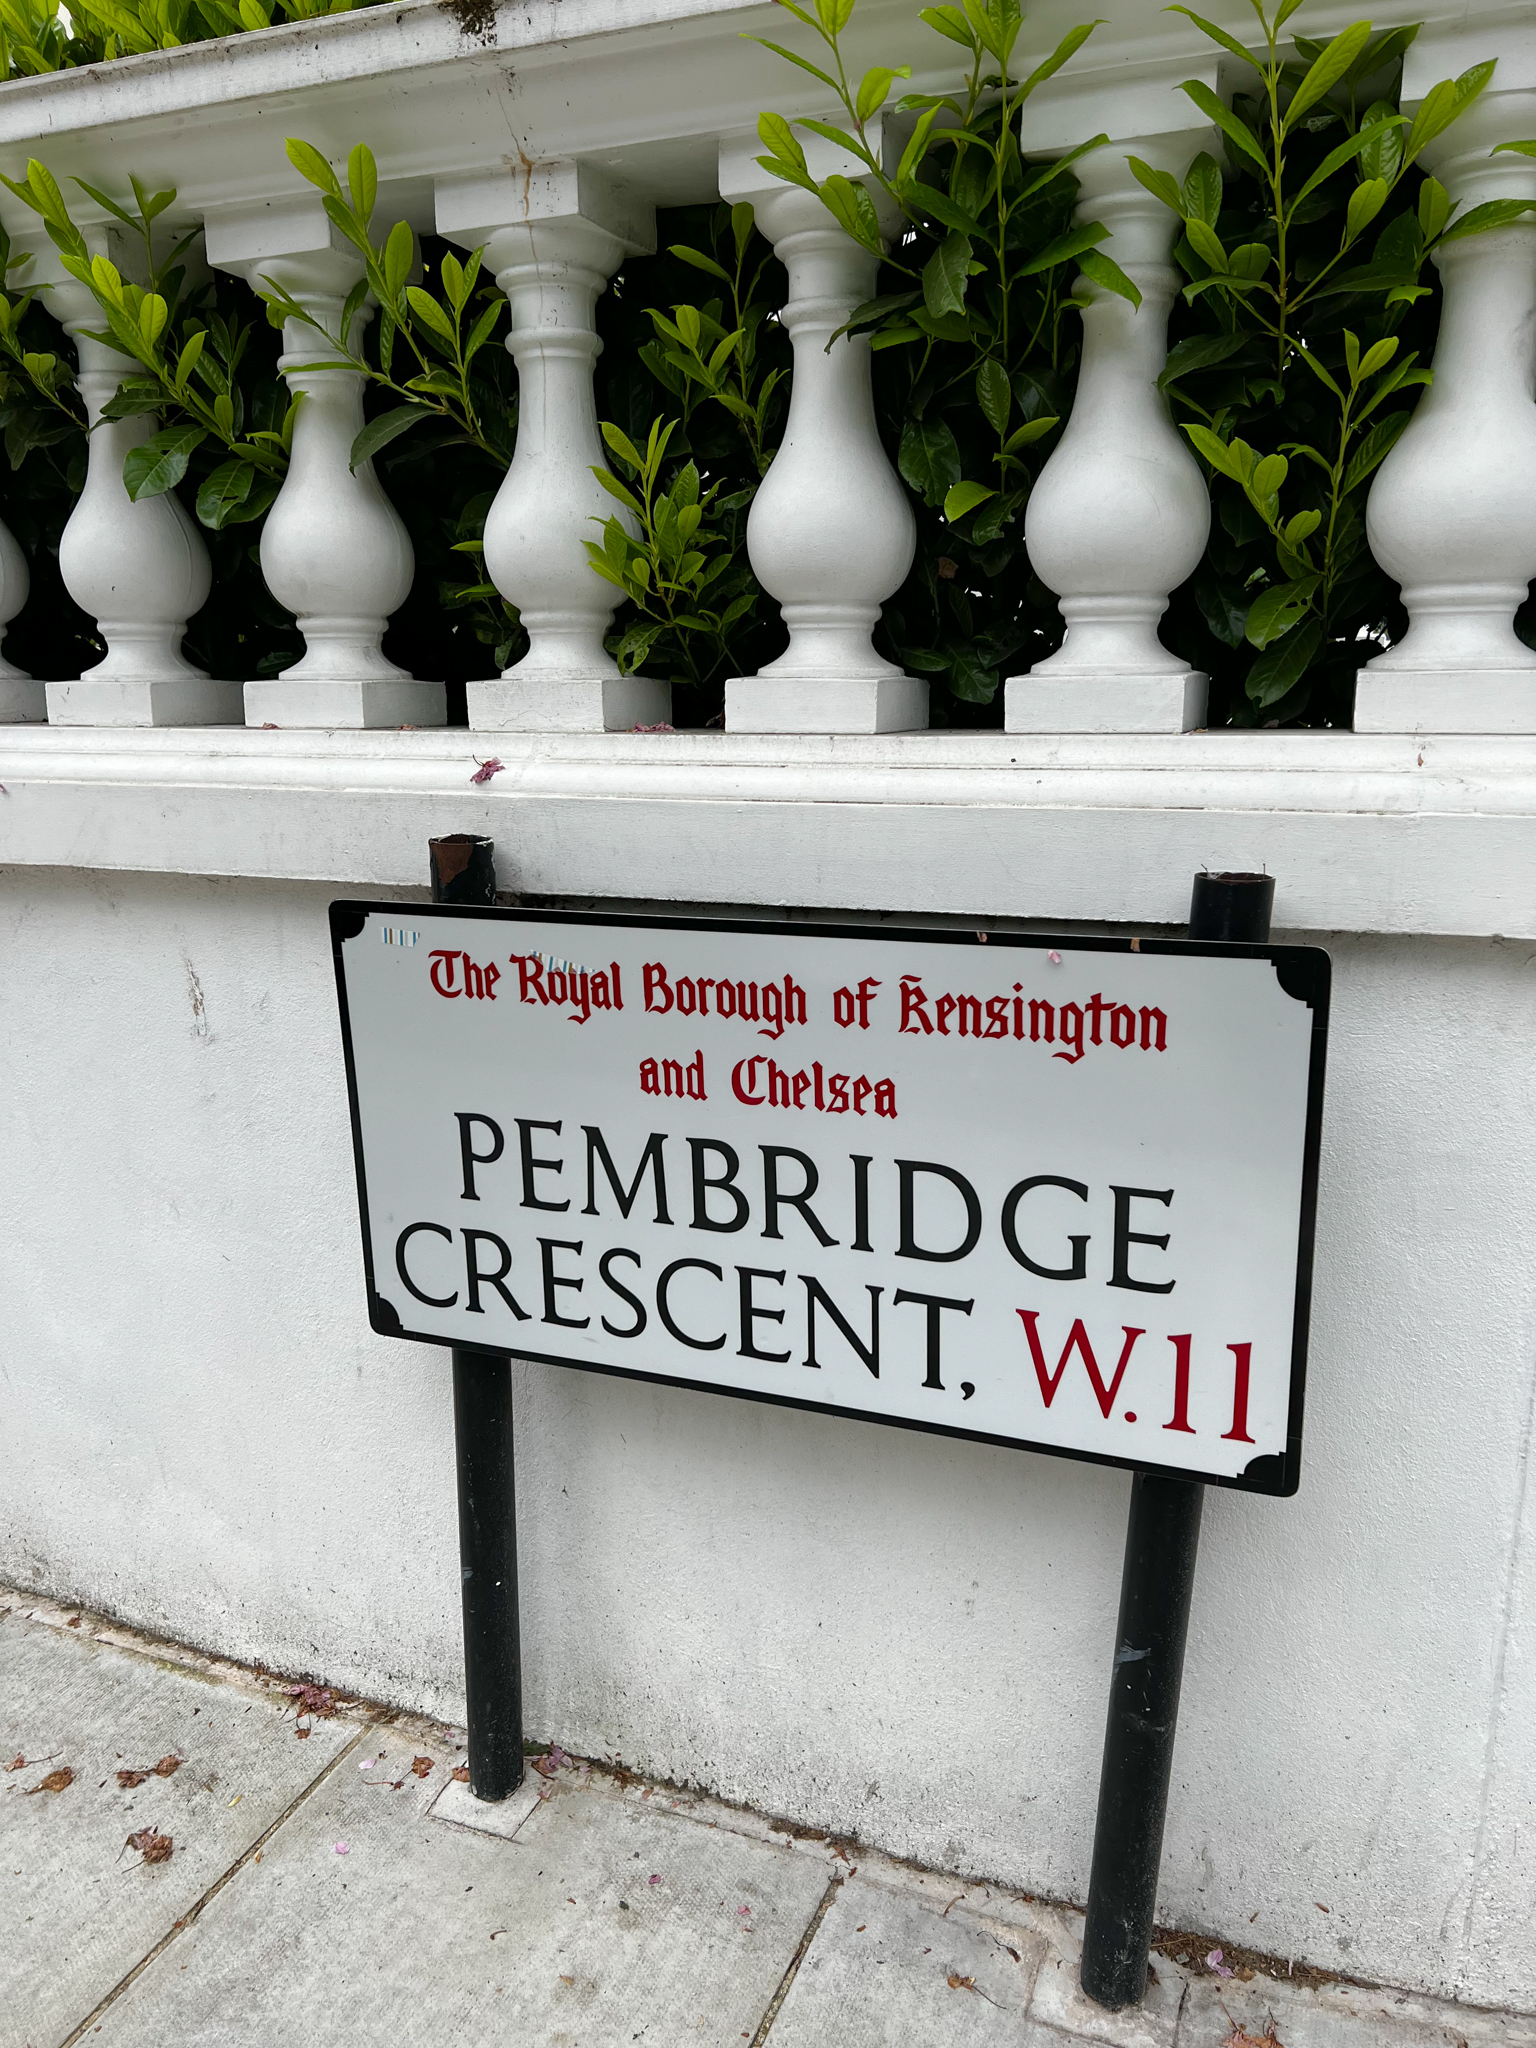 The Royal Borough of Kensington
and Chelsea
PEMBRIDGE
CRESCENT, W.11